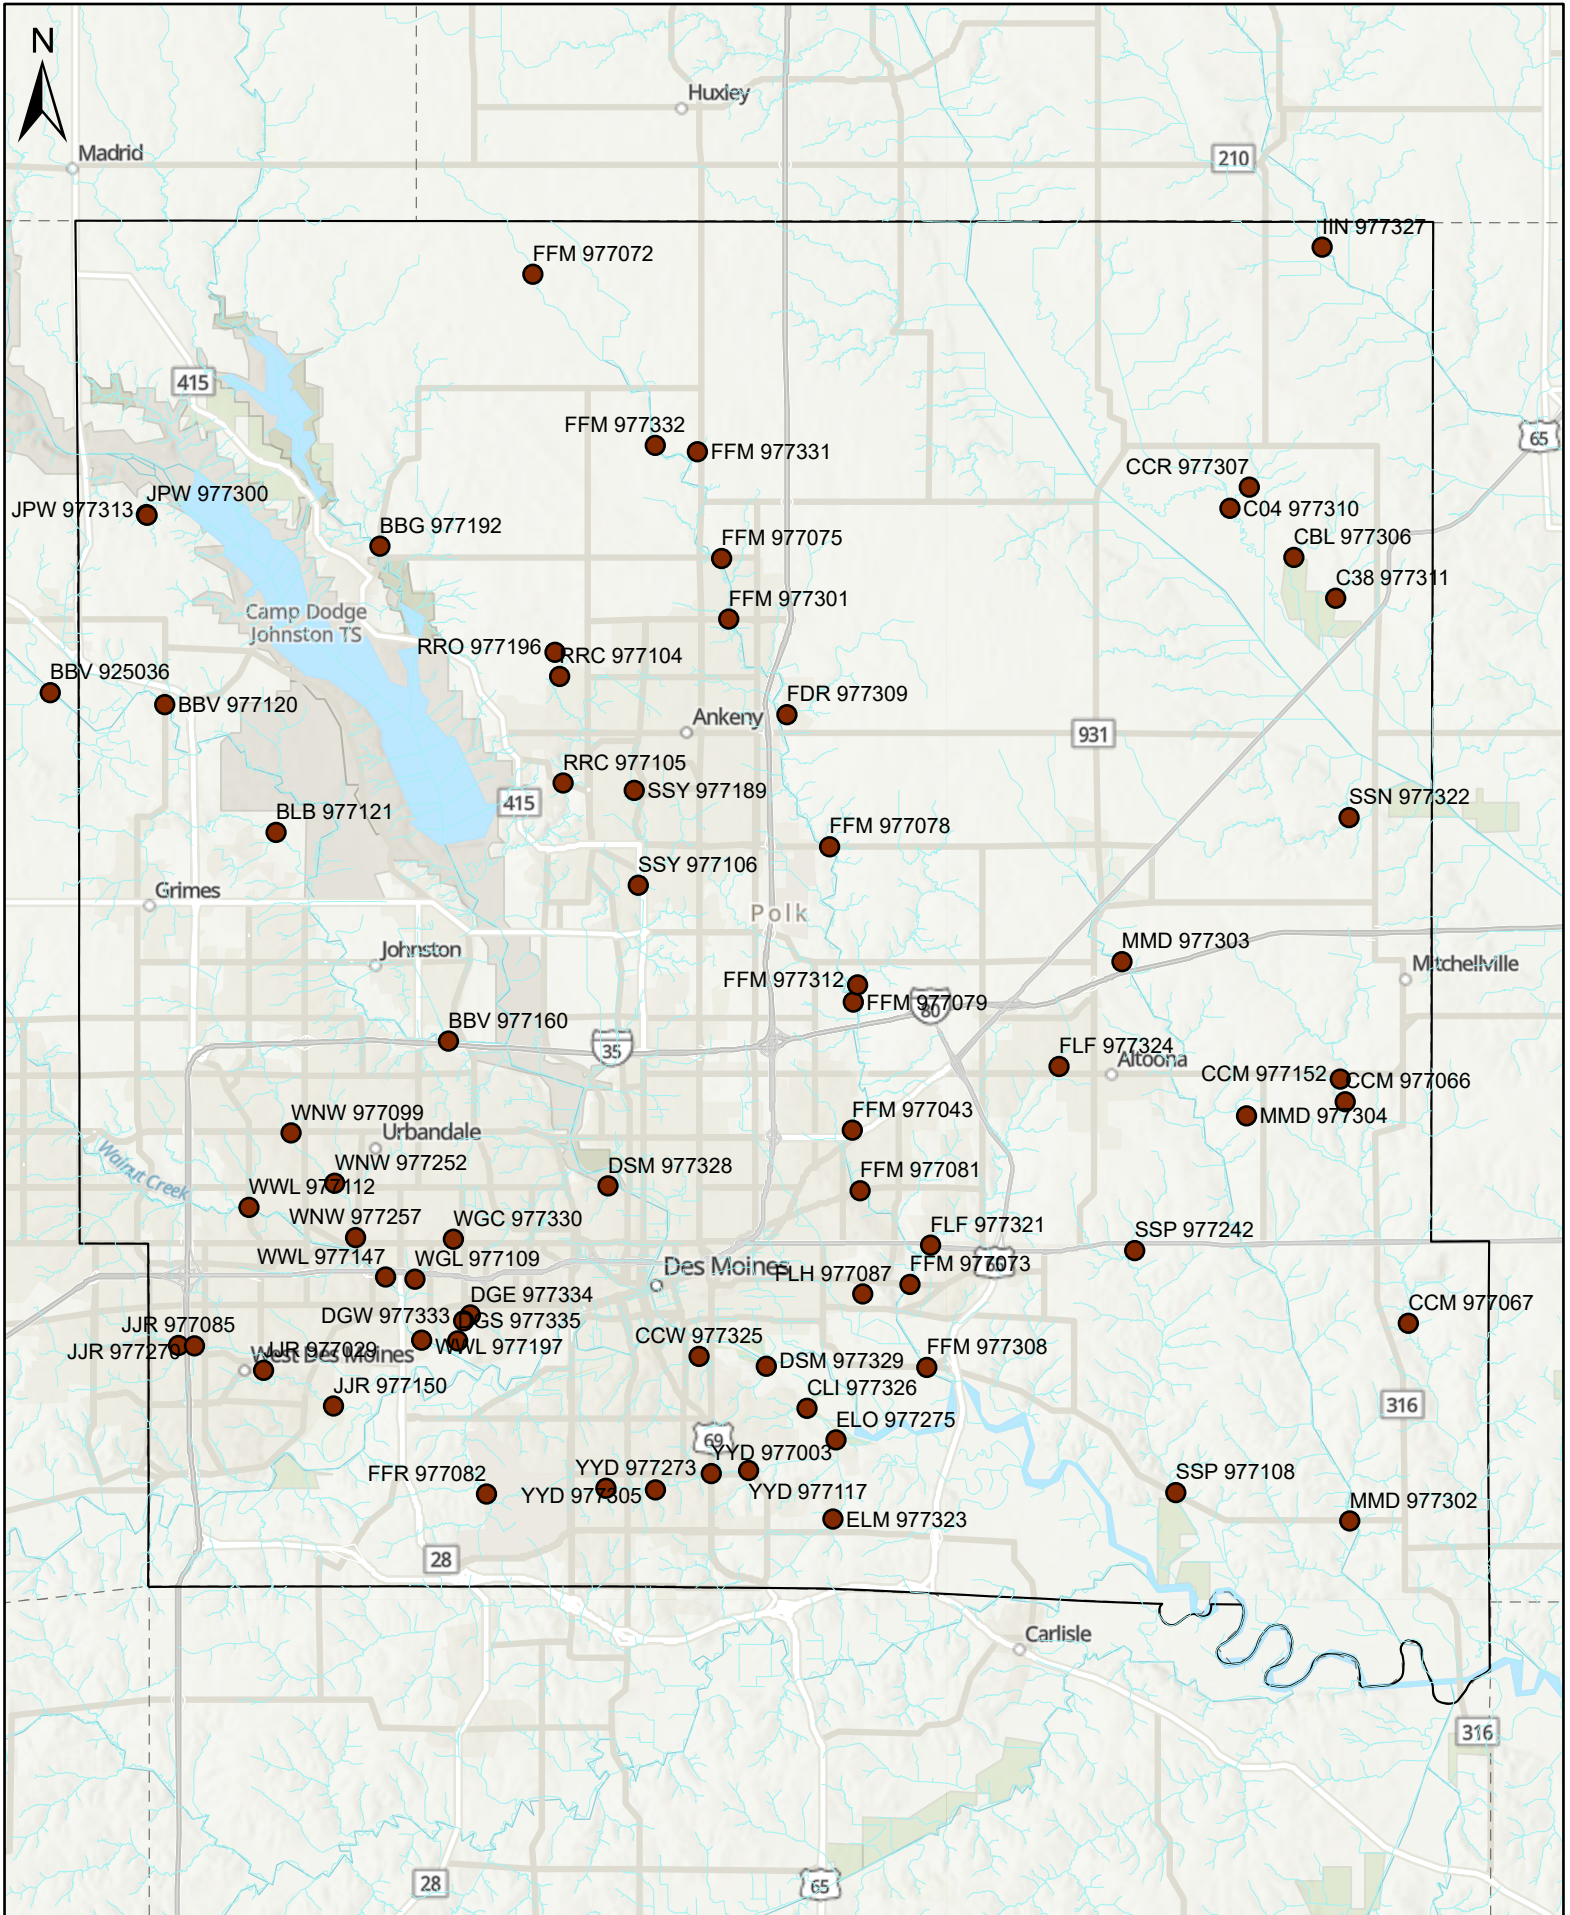 N
Huxley
Madrid
210
IIN 977327
FFM 977072
415
65
FFM 977332
FFM 977331
CCR 977307
JPW 977300
JPW 977313
C04 977310
BBG 977192
FFM 977075
CBL 977306
C38 977311
FFM 977301
Camp Dodge
Johnston TS
RRO 977196
RRC 977104
BBV 925036
BBV 977120
FDR 977309
Ankeny
931
RRC 977105
SSY 977189
415
SSN 977322
BLB 977121
FFM 977078
SSY 977106
Grimes
Polk
Johnston
MMD 977303
Mitchellville
FFM 977312
FFM 977079
80
BBV 977160
35
FLF 977324
Altoona
CCM 977152
CCM 977066
WNW 977099
FFM 977043
MMD 977304
Urbandale
Walnut Creek
WNW 977252
DSM 977328
FFM 977081
WWL 977112
WNW 977257
WGC 977330
FLF 977321
SSP 977242
WWL 977147
WGL 977109
Des Moines
FLH 977087
FFM 977073
65
DGE 977334
DGW 977333
DGS 977335
CCM 977067
JJR 977085
JJR 977270
WWL 977197
CCW 977325
JJR 977029
West Des Moines
DSM 977329
FFM 977308
JJR 977150
CLI 977326
316
ELO 977275
69
YYD 977003
FFR 977082
YYD 977273
YYD 977305
YYD 977117
SSP 977108
MMD 977302
ELM 977323
28
Carlisle
316
28
65